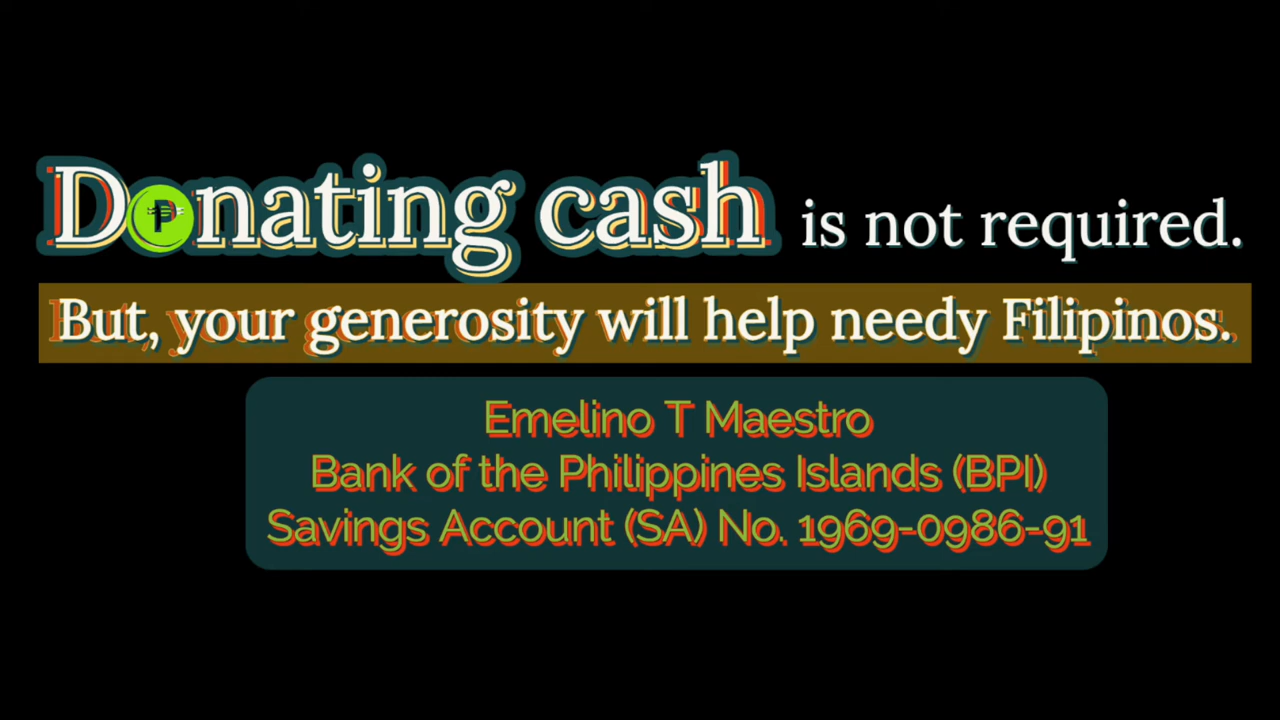 Donating cash is not required.
But, your generosity will help needy Filipinos.
Emelino T Maestro
Bank of the Philippines Islands (BPI)
Savings Account (SA) No. 1969-0986-91